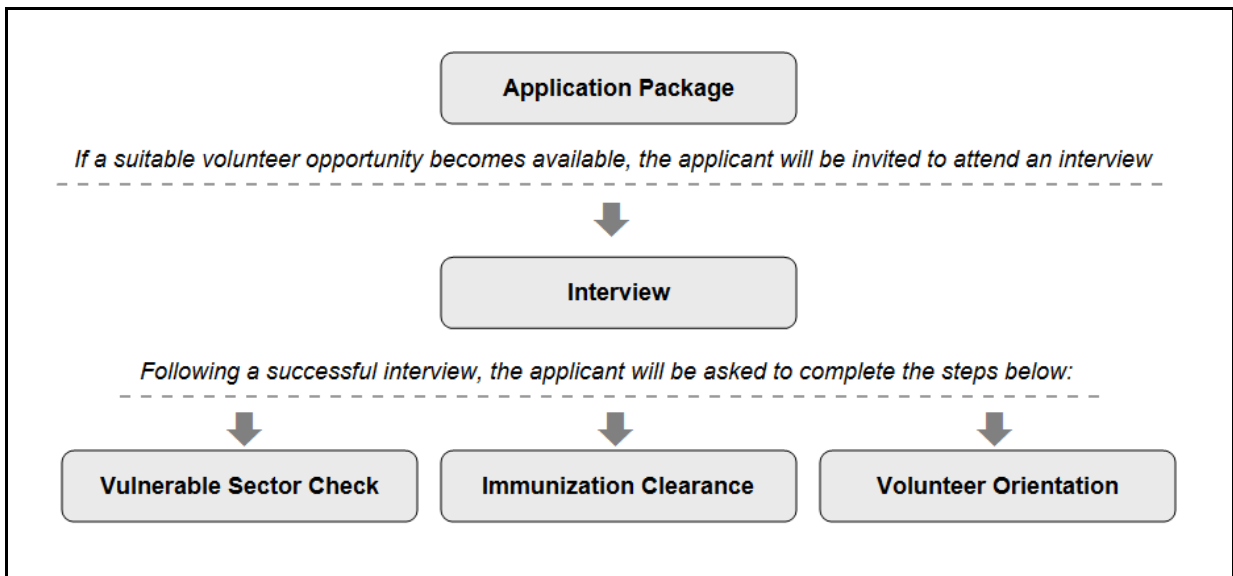 Application Package
If a suitable volunteer opportunity becomes available, the applicant will be invited to attend an interview
Interview
Following a successful interview, the applicant will be asked to complete the steps below:
Vulnerable Sector Check
Immunization Clearance
Volunteer Orientation